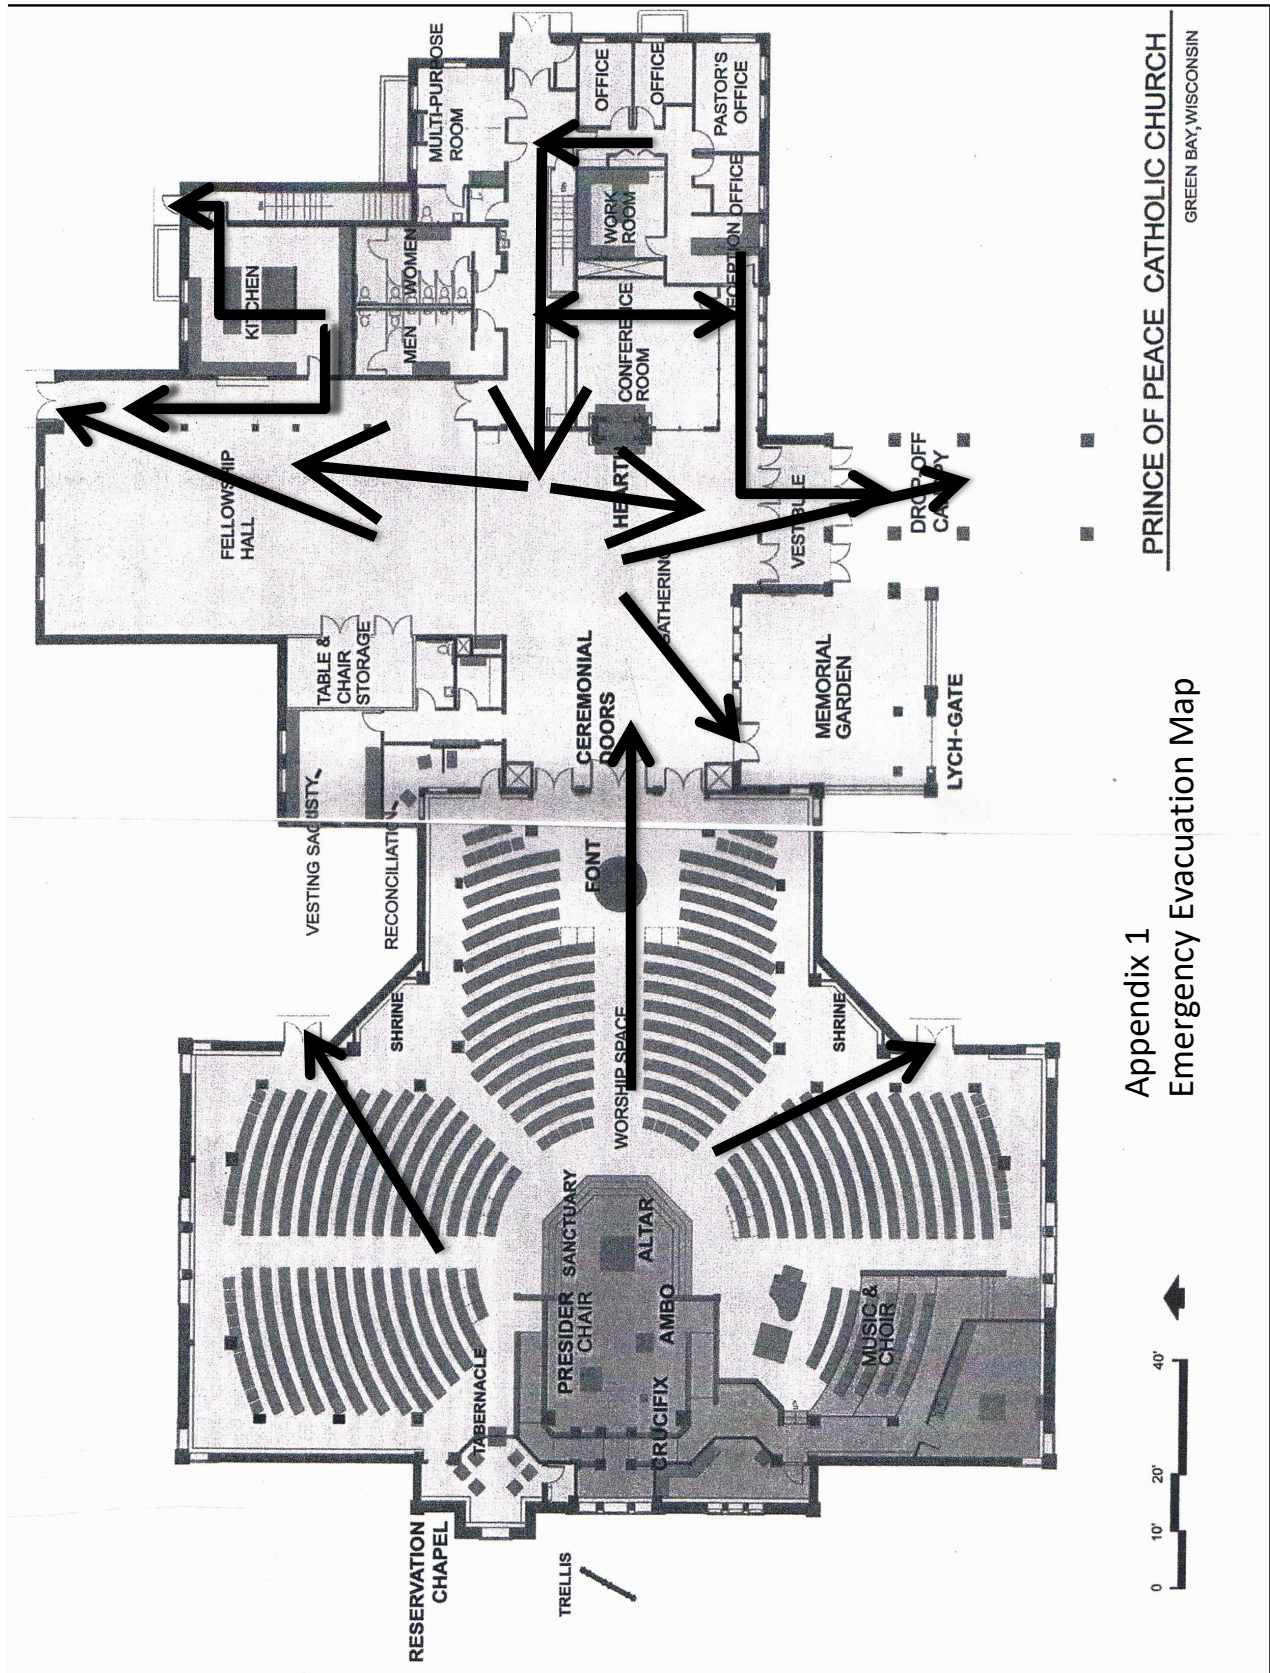 KITCHEN
FELLOWSHIP
HALL
VESTING SACRISTY
TABLE &
CHAIR
STORAGE
RECONCILIATION
SHRINE
MEN
WOMEN
MULTI-PURPOSE
ROOM
RESERVATION
CHAPEL
TABERNACLE
TRELLIS
PRESIDER
CHAIR
SANCTUARY
FONT
CEREMONIAL
DOORS
OFFICE
WORSHIP SPACE
HEARTH
CONFERENCE
ROOM
WORK
ROOM
OFFICE
CRUCIFIX
AMBO
ALTAR
GATHERING
RECEPTION
OFFICE
PASTOR'S
OFFICE
VESTIBULE
SHRINE
MEMORIAL
GARDEN
MUSIC &
CHOIR
DROP-OFF
CANOPY
LYCH-GATE
Appendix 1
Emergency Evacuation Map
0 10' 20' 40'
PRINCE OF PEACE CATHOLIC CHURCH
GREEN BAY, WISCONSIN